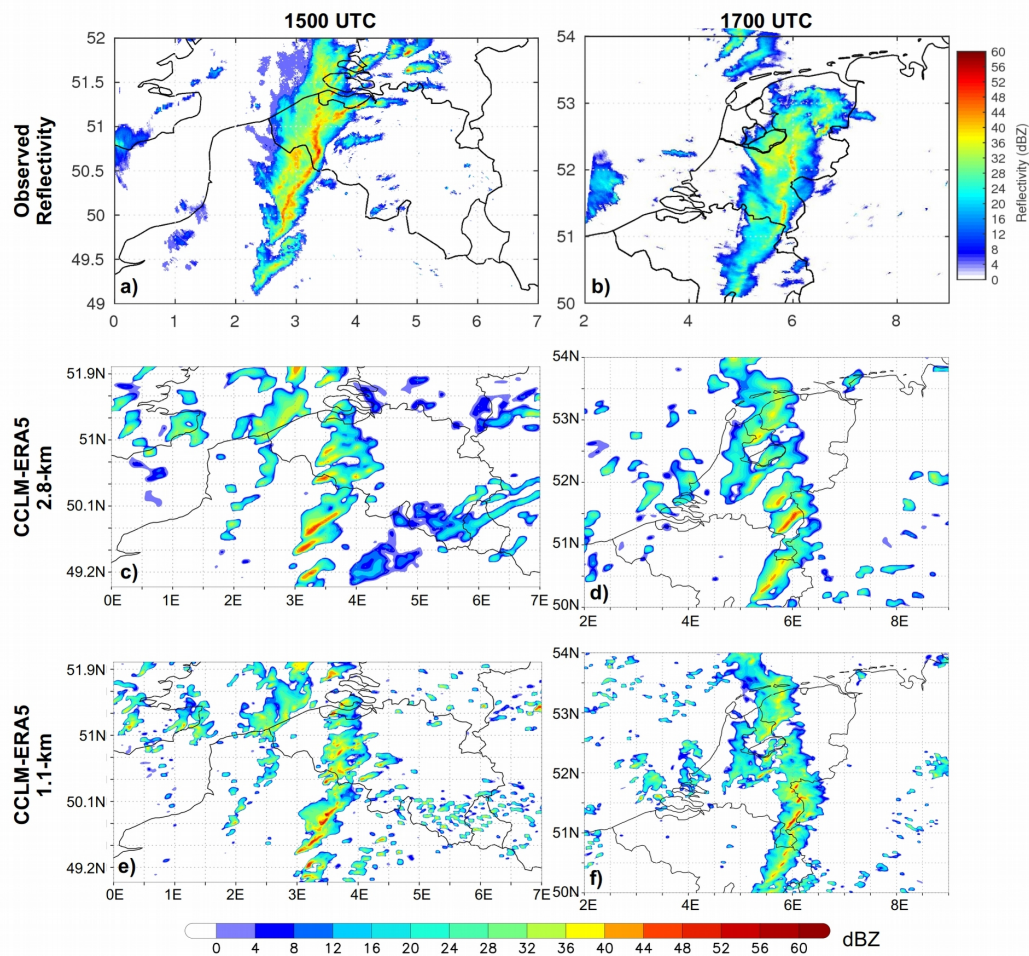 1500 UTC
1700 UTC
Observed
Reflectivity
52
51.5
51
50.5
50
49.5
49
a)
0 1 2 3 4 5 6 7
54
53
52
51
50
b)
2 4 6 8
60
56
52
48
44
40
36
32
28
24
20
16
12
8
4
0
Reflectivity (dBZ)
CCLM-ERA5
2.8-km
51.9N
51N
50.1N
49.2N
c)
0E 1E 2E 3E 4E 5E 6E 7E
54N
53N
52N
51N
50N
d)
2E 4E 6E 8E
CCLM-ERA5
1.1-km
51.9N
51N
50.1N
49.2N
e)
0E 1E 2E 3E 4E 5E 6E 7E
54N
53N
52N
51N
50N
f)
2E 4E 6E 8E
0 4 8 12 16 20 24 28 32 36 40 44 48 52 56 60
dBZ